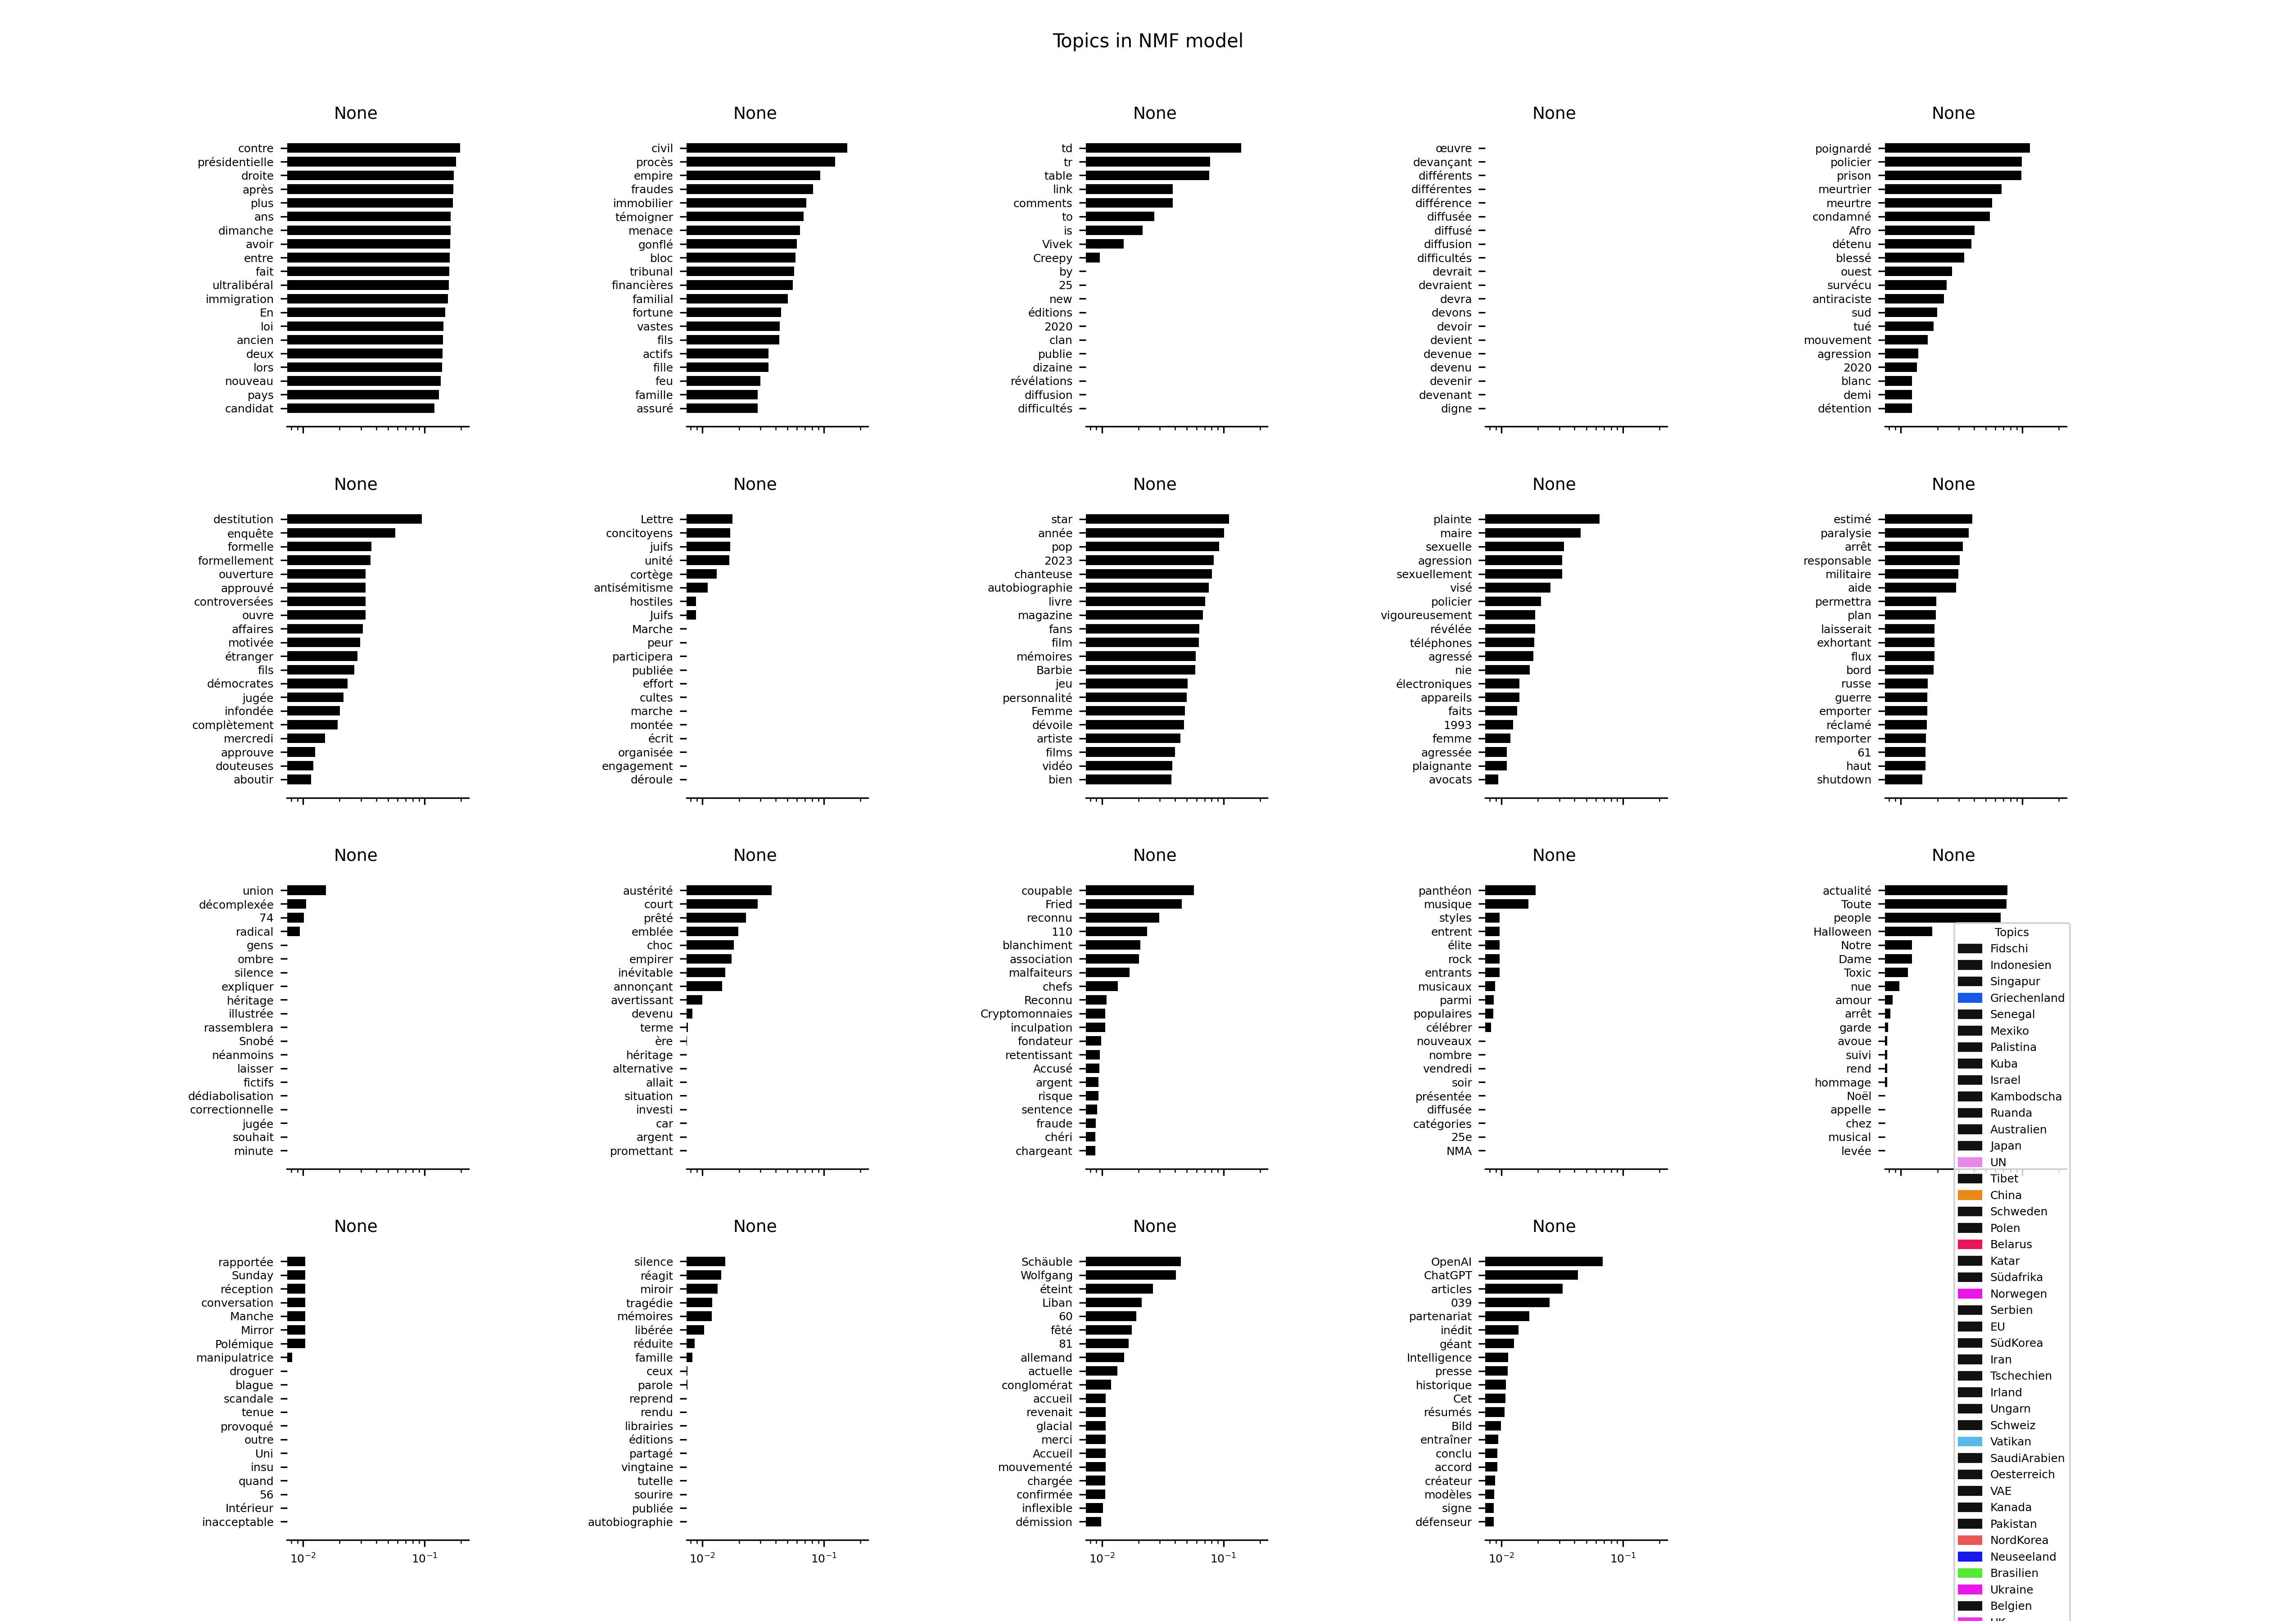 Topics in NMF model
None
contre
présidentielle
droite
après
plus
ans
dimanche
avoir
entre
fait
ultralibéral
immigration
En
loi
ancien
deux
lors
nouveau
pays
candidat
None
civil
procès
empire
fraudes
immobilier
témoigner
menace
gonflé
bloc
tribunal
financières
familial
fortune
vastes
fils
actifs
fille
feu
famille
assuré
None
td
tr
table
link
comments
to
is
Vivek
Creepy
by
25
new
éditions
2020
clan
publie
dizaine
révélations
diffusion
difficultés
None
œuvre
devançant
différents
différentes
différence
diffusée
diffusé
diffusion
difficultés
devrait
devraient
devra
devons
devoir
devient
devenue
devenu
devenir
devenant
digne
None
poignardé
policier
prison
meurtrier
meurtre
condamné
Afro
détenu
blessé
ouest
survécu
antiraciste
sud
tué
mouvement
agression
2020
blanc
demi
détention
None
destitution
enquête
formelle
formellement
ouverture
approuvé
controversées
ouvre
affaires
motivée
étranger
fils
démocrates
jugée
infondée
complètement
mercredi
approuve
douteuses
aboutir
None
Lettre
concitoyens
juifs
unité
cortège
antisémitisme
hostiles
Juifs
Marche
peur
participera
publiée
effort
cultes
marche
montée
écrit
organisée
engagement
déroule
None
star
année
pop
2023
chanteuse
autobiographie
livre
magazine
fans
film
mémoires
Barbie
jeu
personnalité
Femme
dévoile
artiste
films
vidéo
bien
None
plainte
maire
sexuelle
agression
sexuellement
visé
policier
vigoureusement
révélée
téléphones
agressé
nie
électroniques
appareils
faits
1993
femme
agressée
plaignante
avocats
None
estimé
paralysie
arrêt
responsable
militaire
aide
permettra
plan
laisserait
exhortant
flux
bord
russe
guerre
emporter
réclamé
remporter
61
haut
shutdown
None
union
décomplexée
74
radical
gens
ombre
silence
expliquer
héritage
illustrée
rassemblera
Snobé
néanmoins
laisser
fictifs
dédiabolisation
correctionnelle
jugée
souhait
minute
None
austérité
court
prêté
emblée
choc
empirer
inévitable
annonçant
avertissant
devenu
terme
ère
héritage
alternative
allait
situation
investi
car
argent
promettant
None
coupable
Fried
reconnu
110
blanchiment
association
malfaiteurs
chefs
Reconnu
Cryptomonnaies
inculpation
fondateur
retentissant
Accusé
argent
risque
sentence
fraude
chéri
chargeant
None
panthéon
musique
styles
entrent
élite
rock
entrants
musicaux
parmi
populaires
célébrer
nouveaux
nombre
vendredi
soir
présentée
diffusée
catégories
25e
NMA
None
actualité
Toute
people
Halloween
Notre
Dame
Toxic
nue
amour
arrêt
garde
avoue
suivi
rend
hommage
Noël
appelle
chez
musical
levée
None
rapportée
Sunday
réception
conversation
Manche
Mirror
Polémique
manipulatrice
droguer
blague
scandale
tenue
provoqué
outre
Uni
insu
quand
56
Intérieur
inacceptable
10⁻² 10⁻¹
None
silence
réagit
miroir
tragédie
mémoires
libérée
réduite
famille
ceux
parole
reprend
rendu
librairies
éditions
partagé
vingtaine
tutelle
sourire
publiée
autobiographie
10⁻² 10⁻¹
None
Schäuble
Wolfgang
éteint
Liban
60
fêté
81
allemand
actuelle
conglomérat
accueil
revenait
glacial
merci
Accueil
mouvementé
chargée
confirmée
inflexible
démission
10⁻² 10⁻¹
None
OpenAI
ChatGPT
articles
039
partenariat
inédit
géant
Intelligence
presse
historique
Cet
résumés
Bild
entraîner
conclu
accord
créateur
modèles
signe
défenseur
10⁻² 10⁻¹
Topics
Fidschi
Indonesien
Singapur
Griechenland
Senegal
Mexiko
Palistina
Kuba
Israel
Kambodscha
Ruanda
Australien
Japan
UN
Tibet
China
Schweden
Polen
Belarus
Katar
Südafrika
Norwegen
Serbien
EU
SüdKorea
Iran
Tschechien
Irland
Ungarn
Schweiz
Vatikan
SaudiArabien
Oesterreich
VAE
Kanada
Pakistan
NordKorea
Neuseeland
Brasilien
Ukraine
Belgien